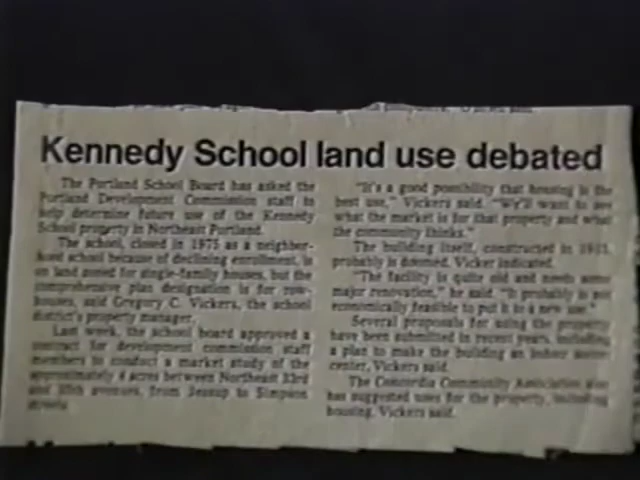 Kennedy School land use debated
The Portland School Board has asked the
Portland Development Commission staff to
help determine future use of the Kennedy
School property in Northeast Portland.
The school, closed in 1975 as a neighbor-
hood school because of declining enrollment, is
on land zoned for single-family houses, but the
comprehensive plan designation is for row-
houses, said Gregory C. Vickers, the school
district's property manager.
Last week, the school board approved a
contract for development commission staff
members to conduct a market study of the
approximately 4 acres between Northeast 33rd
and avenues, from Jessup to Simpson
streets.
"It's a good possibility that housing is the
best use," Vickers said. "We'll want to see
what the market is for that property and what
the community thinks."
The building itself, constructed in
probably is doomed, Vicker indicated.
"The facility is quite old and needs some
major renovation," he said. "It probably is not
economically feasible to put it to a new use."
Several proposals for using the property
have been submitted in recent years, including
a plan to make the building an indoor soccer
center, Vickers said.
The Concordia Community Association also
has suggested uses for the property, including
housing, Vickers said.